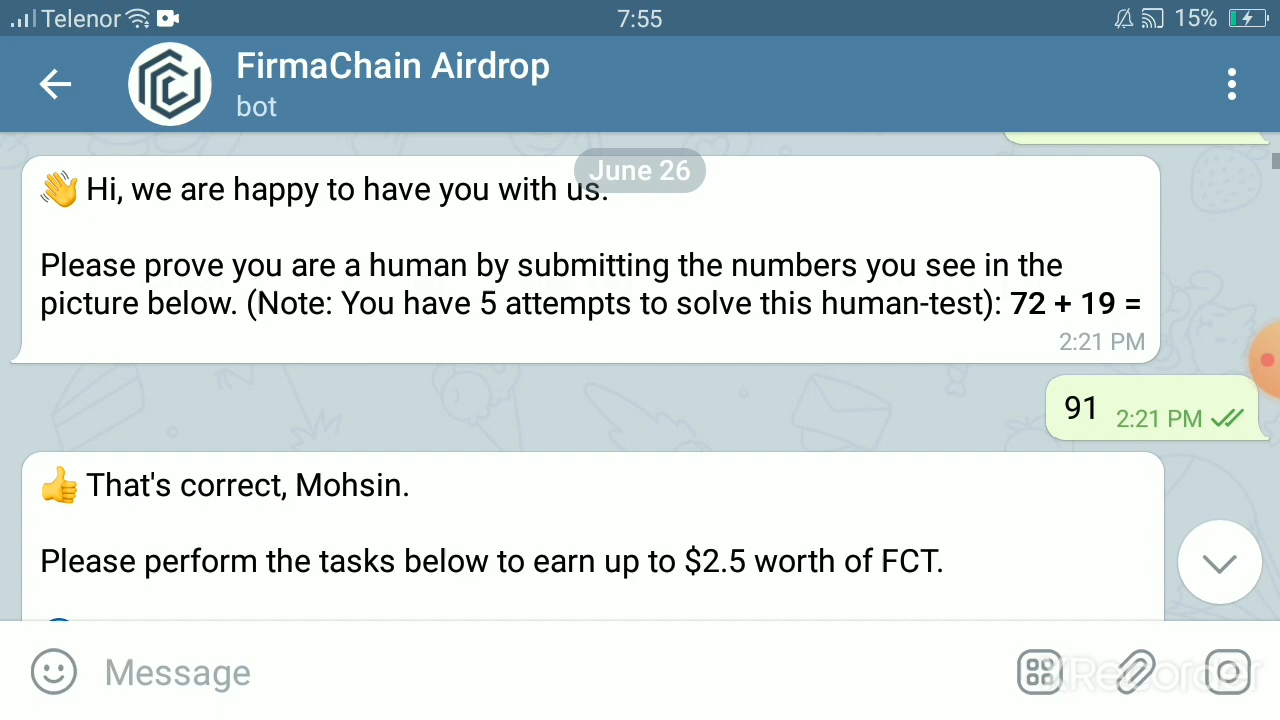 Telenor 7:55 15%
FirmaChain Airdrop
bot
June 26
👋 Hi, we are happy to have you with us.
Please prove you are a human by submitting the numbers you see in the
picture below. (Note: You have 5 attempts to solve this human-test): 72 + 19 =
2:21 PM
91 2:21 PM
👍 That's correct, Mohsin.
Please perform the tasks below to earn up to $2.5 worth of FCT.
Message
XRecorder